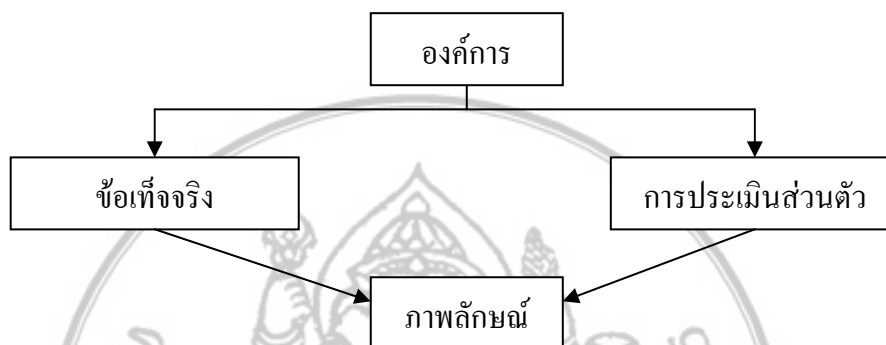 องค์การ
ข้อเท็จจริง
การประเมินส่วนตัว
ภาพลักษณ์